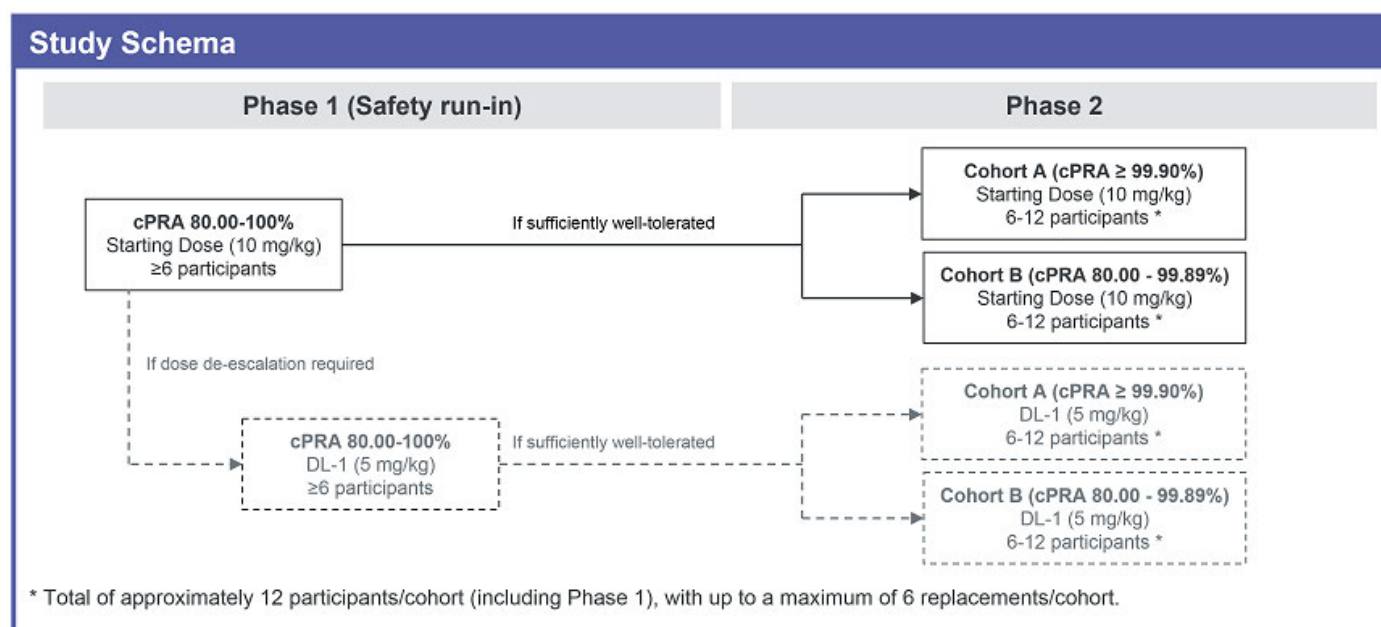 Study Schema
Phase 1 (Safety run-in)
Phase 2
cPRA 80.00-100%
Starting Dose (10 mg/kg)
≥6 participants
If sufficiently well-tolerated
Cohort A (cPRA ≥ 99.90%)
Starting Dose (10 mg/kg)
6-12 participants *
Cohort B (cPRA 80.00 - 99.89%)
Starting Dose (10 mg/kg)
6-12 participants *
If dose de-escalation required
cPRA 80.00-100%
DL-1 (5 mg/kg)
≥6 participants
If sufficiently well-tolerated
Cohort A (cPRA ≥ 99.90%)
DL-1 (5 mg/kg)
6-12 participants *
Cohort B (cPRA 80.00 - 99.89%)
DL-1 (5 mg/kg)
6-12 participants *
* Total of approximately 12 participants/cohort (including Phase 1), with up to a maximum of 6 replacements/cohort.